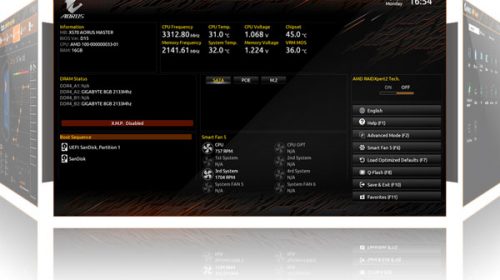 AORUS
Monday
16:54
Information
MB: X570 AORUS MASTER
BIOS Ver. D15
CPU: AMD 100-000000033-01
RAM: 16GB
CPU Frequency
3312.80MHz
CPU Temp.
31.0 °C
CPU Voltage
1.068 V
Chipset
45.0 °C
Memory Frequency
2141.61MHz
System Temp.
32.0 °C
Memory Voltage
1.224 V
VRM MOS
36.0 °C
DRAM Status
DDR4_A1: N/A
DDR4_A2: GIGABYTE 8GB 2133Mhz
DDR4_B1: N/A
DDR4_B2: GIGABYTE 8GB 2133Mhz
X.M.P. Disabled
SATA
PCIE
M.2
AMD RAIDXpert2 Tech.
ON
OFF
Boot Sequence
UEFI SanDisk, Partition 1
SanDisk
Smart Fan 5
CPU
757 RPM
CPU OPT
N/A
1st System
N/A
2nd System
N/A
3rd System
1704 RPM
4th System
N/A
System FAN 5
N/A
System FAN 6
N/A
English
Help (F1)
Advanced Mode (F2)
Smart Fan 5 (F6)
Load Optimized Defaults (F7)
Q-Flash (F8)
Save & Exit (F10)
Favorites (F11)